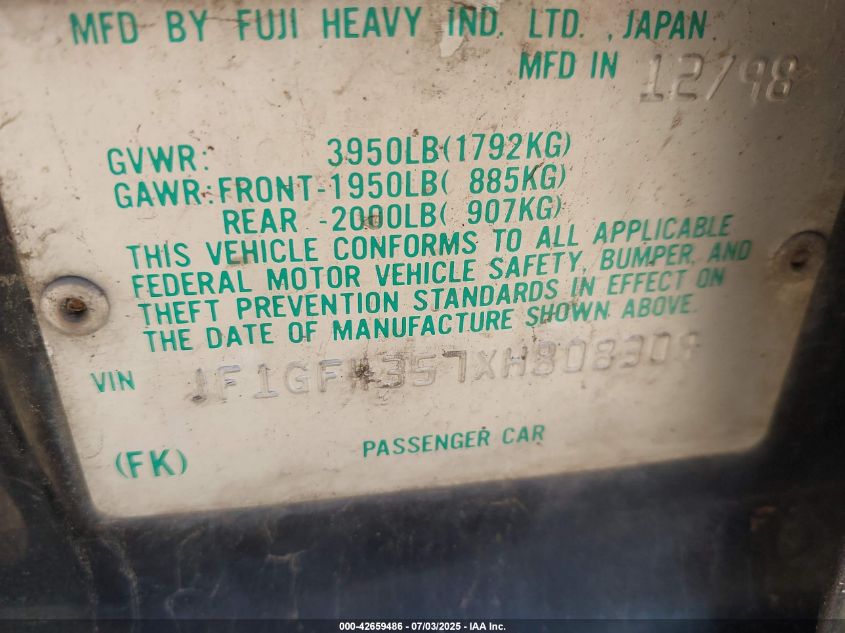 MFD BY FUJI HEAVY IND. LTD. , JAPAN
MFD IN 12/98
GVWR: 3950LB(1792KG)
GAWR:FRONT-1950LB( 885KG)
REAR -2000LB( 907KG)
THIS VEHICLE CONFORMS TO ALL APPLICABLE
FEDERAL MOTOR VEHICLE SAFETY, BUMPER, AND
THEFT PREVENTION STANDARDS IN EFFECT ON
THE DATE OF MANUFACTURE SHOWN ABOVE.
VIN JF1GF4357XH808309
(FK) PASSENGER CAR
000-42659486 - 07/03/2025 - IAA Inc.